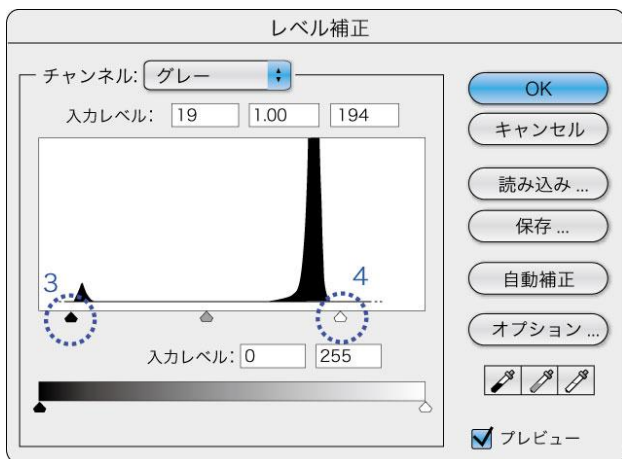 レベル補正
チャンネル: グレー
入力レベル: 19 1.00 194
3
4
入力レベル: 0 255
OK
キャンセル
読み込み ...
保存 ...
自動補正
オプション ...
プレビュー